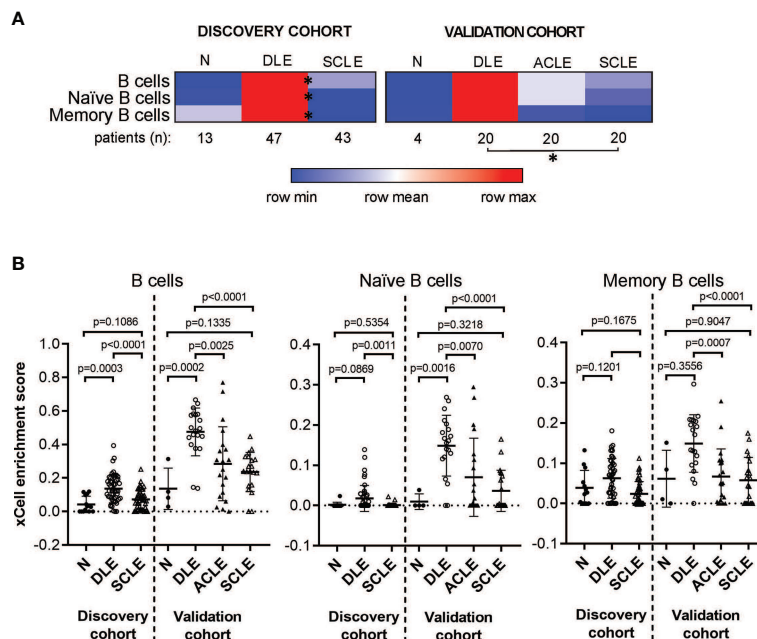 A
DISCOVERY COHORT VALIDATION COHORT
N DLE SCLE N DLE ACLE SCLE
B cells *
Naïve B cells *
Memory B cells *
patients (n): 13 47 43 4 20 20 20
*
row min row mean row max
B
B cells Naïve B cells Memory B cells
xCell enrichment score
p<0.0001
p=0.1086 p=0.1335
p<0.0001 p=0.0025
p=0.0003 p=0.0002
1.0
0.8
0.6
0.4
0.2
0.0
-0.2
N DLE SCLE N DLE ACLE SCLE
Discovery cohort Validation cohort
p<0.0001
p=0.5354 p=0.3218
p=0.0011 p=0.0070
p=0.0869 p=0.0016
0.4
0.3
0.2
0.1
0.0
-0.1
N DLE SCLE N DLE ACLE SCLE
Discovery cohort Validation cohort
p<0.0001
p=0.1675 p=0.9047
p=0.0007
p=0.1201 p=0.3556
0.4
0.3
0.2
0.1
0.0
-0.1
N DLE SCLE N DLE ACLE SCLE
Discovery cohort Validation cohort